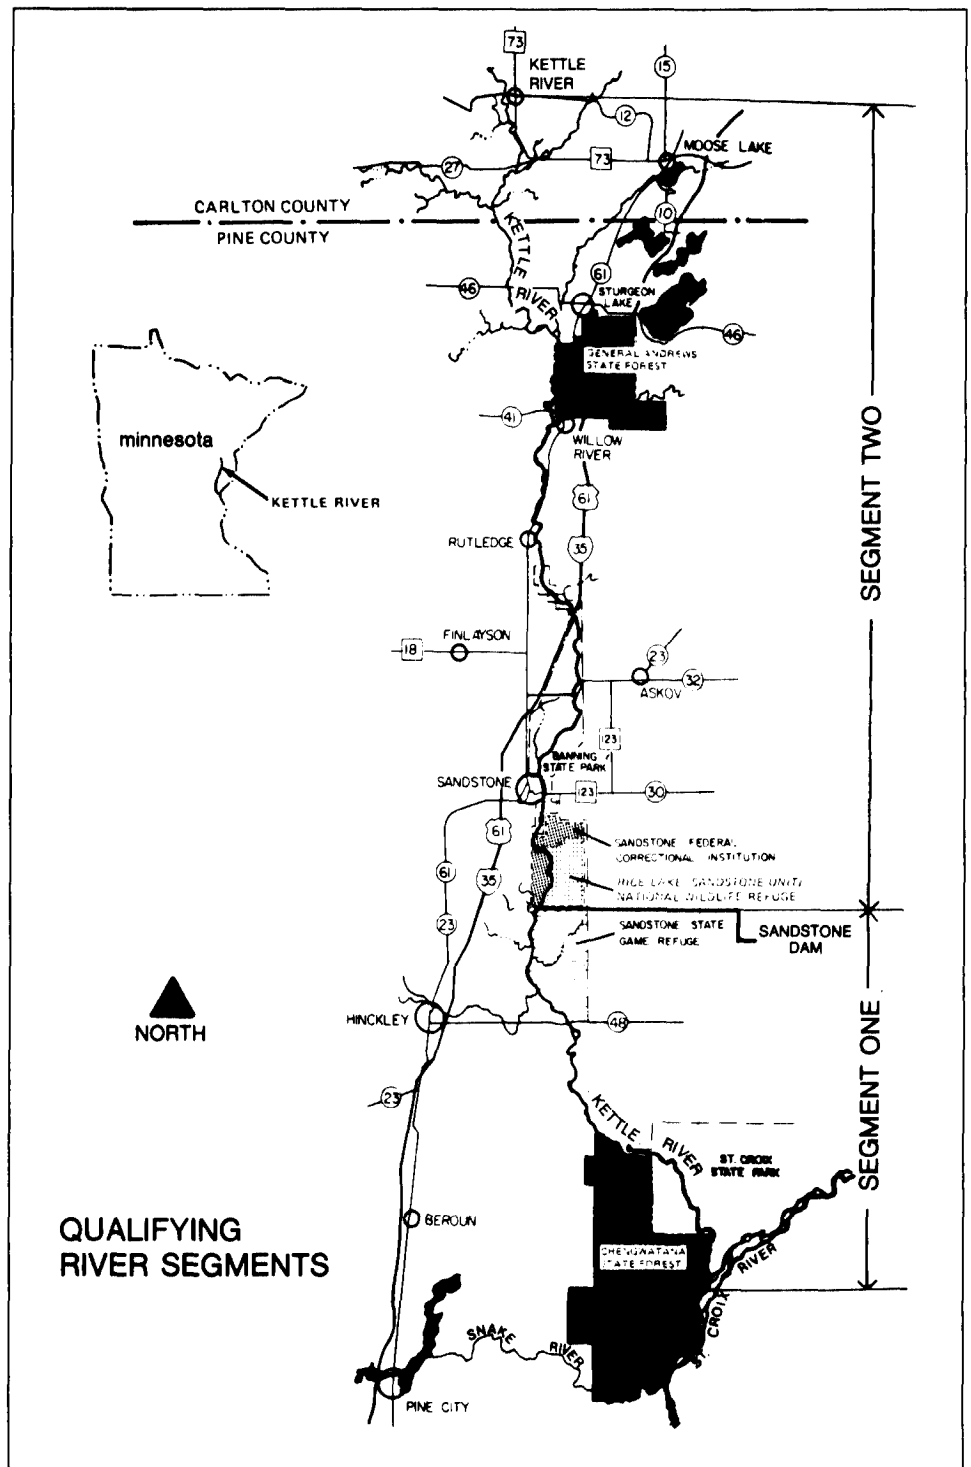 73
KETTLE
RIVER
15
12
MOOSE LAKE
73
27
10
CARLTON COUNTY
PINE COUNTY
KETTLE RIVER
61
46
STURGEON
LAKE
46
GENERAL ANDREWS
STATE FOREST
41
WILLOW
RIVER
minnesota
KETTLE RIVER
61
RUTLEDGE
35
SEGMENT TWO
FINLAYSON
18
23
32
ASKOV
123
BANNING
STATE PARK
SANDSTONE
123
30
61
SANDSTONE FEDERAL
CORRECTIONAL INSTITUTION
61
35
RICE LAKE (SANDSTONE UNIT)
NATIONAL WILDLIFE REFUGE
23
SANDSTONE STATE
GAME REFUGE
SANDSTONE
DAM
NORTH
HINCKLEY
48
23
SEGMENT ONE
KETTLE RIVER
ST. CROIX
STATE PARK
QUALIFYING
RIVER SEGMENTS
BEROUN
CHENGWATANA
STATE FOREST
ST. CROIX RIVER
SNAKE RIVER
PINE CITY